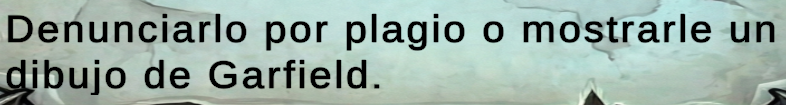 Denunciarlo por plagio o mostrarle un
dibujo de Garfield.